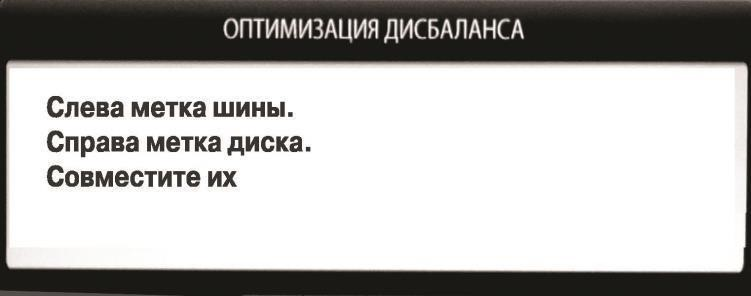 ОПТИМИЗАЦИЯ ДИСБАЛАНСА
Слева метка шины.
Справа метка диска.
Совместите их